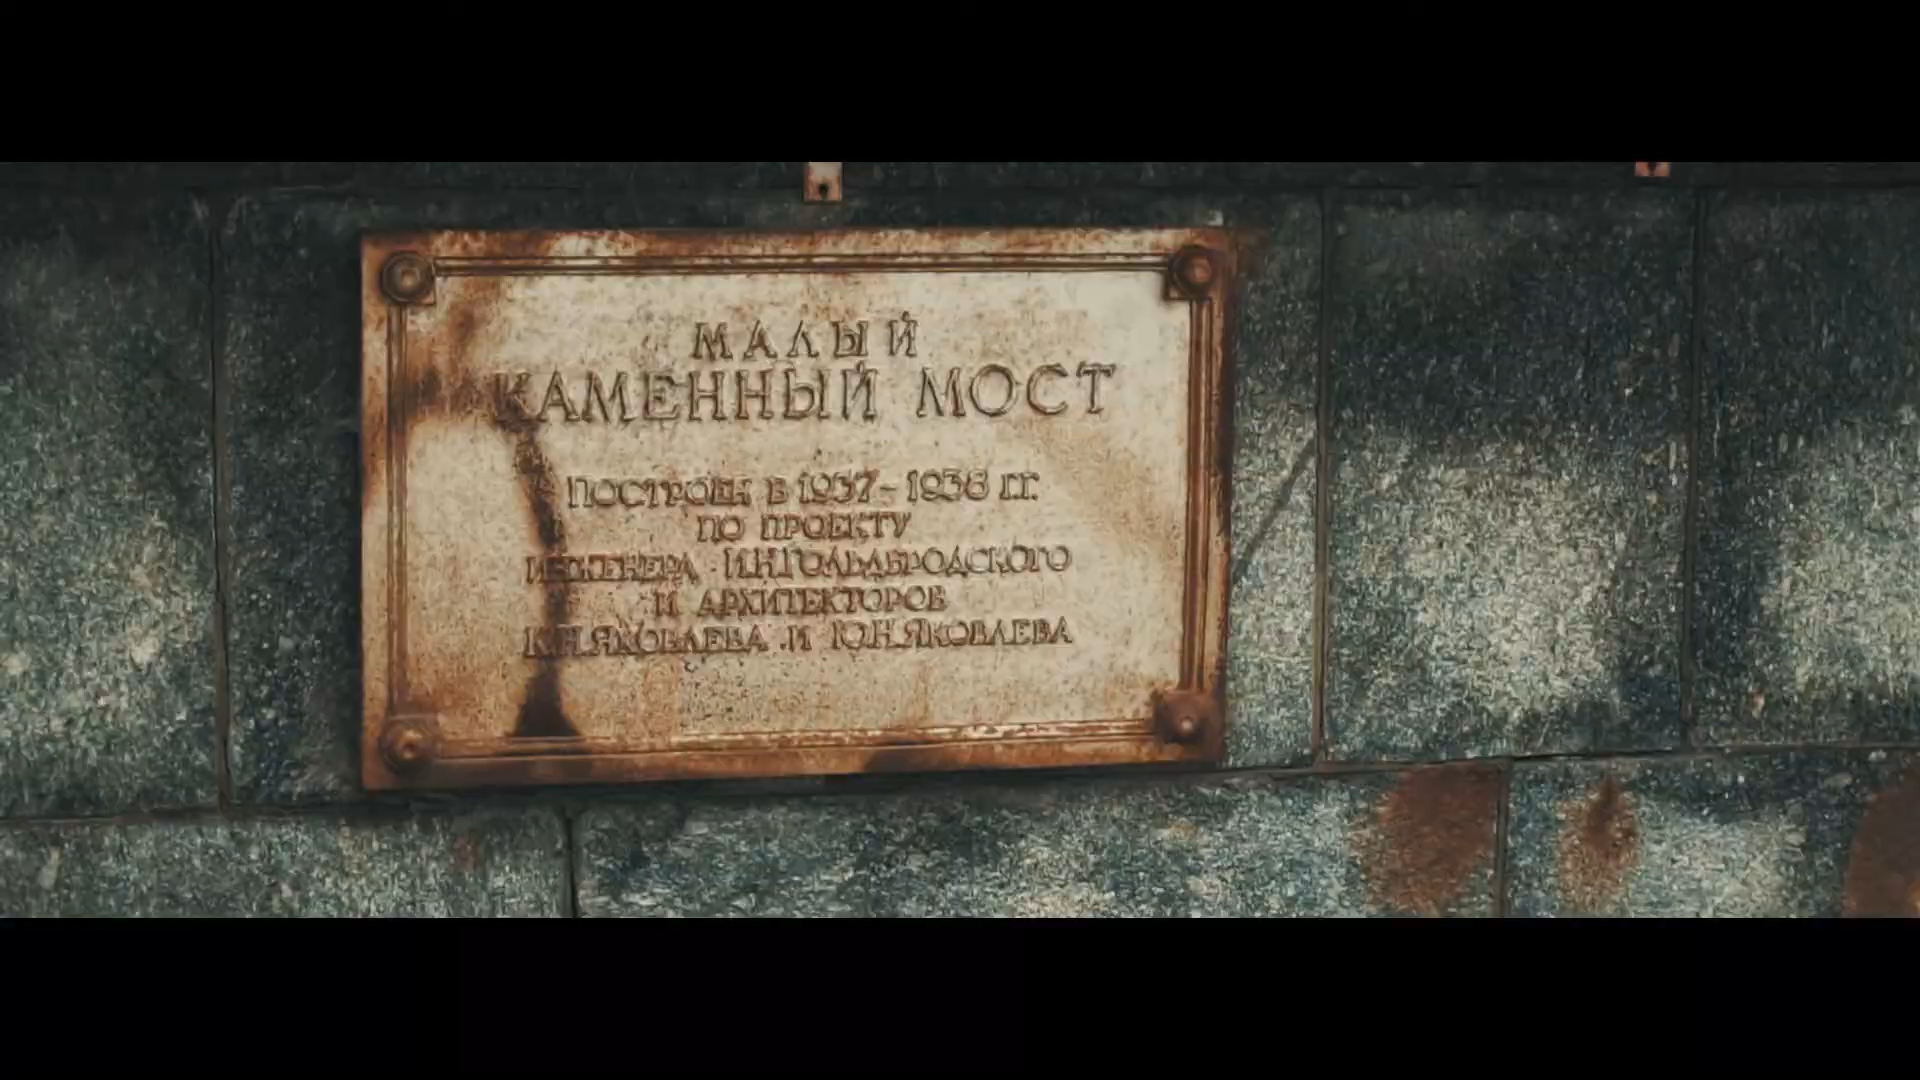 МАЛЫЙ
КАМЕННЫЙ МОСТ
ПОСТРОЕН В 1937-1938 ГГ.
ПО ПРОЕКТУ
ИНЖЕНЕРА И.Н.ГОЛЬДБРОДСКОГО
И АРХИТЕКТОРОВ
К.Н.ЯКОВЛЕВА И Ю.Н.ЯКОВЛЕВА